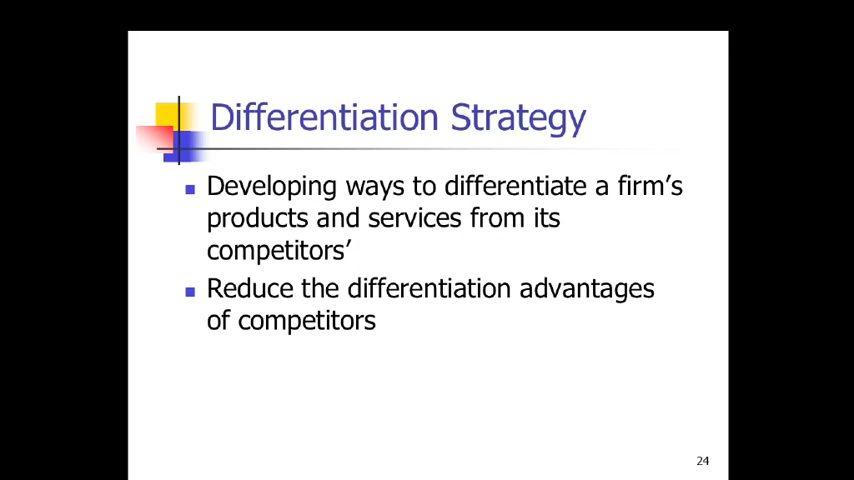 Differentiation Strategy
Developing ways to differentiate a firm’s
products and services from its
competitors’
Reduce the differentiation advantages
of competitors
24